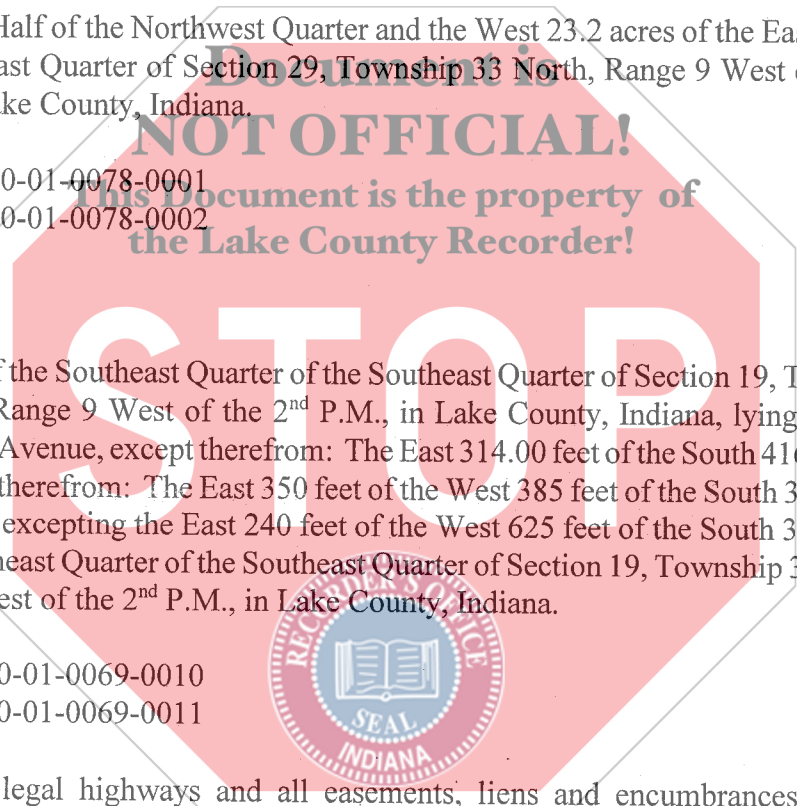 Half of the Northwest Quarter and the West 23.2 acres of the Eas
ast Quarter of Section 29, Township 33 North, Range 9 West
ke County, Indiana.
Document is
NOT OFFICIAL!
This Document is the property of
the Lake County Recorder!
0-01-0078-0001
0-01-0078-0002
STOP
f the Southeast Quarter of the Southeast Quarter of Section 19, T
Range 9 West of the 2nd P.M., in Lake County, Indiana, lying
Avenue, except therefrom: The East 314.00 feet of the South 416
therefrom: The East 350 feet of the West 385 feet of the South 3
excepting the East 240 feet of the West 625 feet of the South 3
heast Quarter of the Southeast Quarter of Section 19, Township 3
est of the 2nd P.M., in Lake County, Indiana.
RECORDER'S OFFICE
SEAL
INDIANA
0-01-0069-0010
0-01-0069-0011
legal highways and all easements, liens and encumbrances